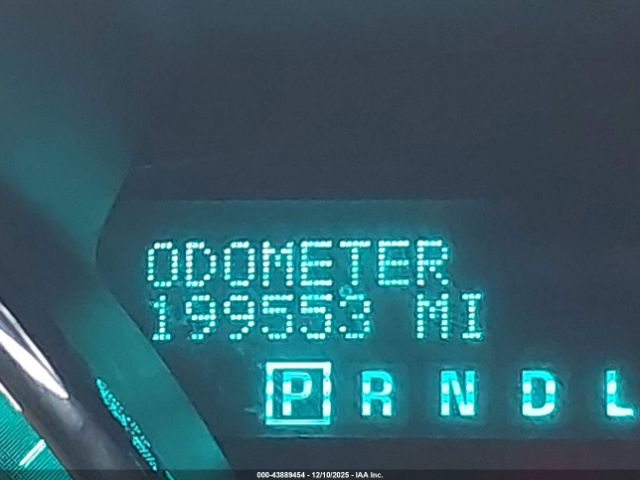 ODOMETER
199553 MI
P R N D L
000-43889454 - 12/10/2025 - IAA Inc.